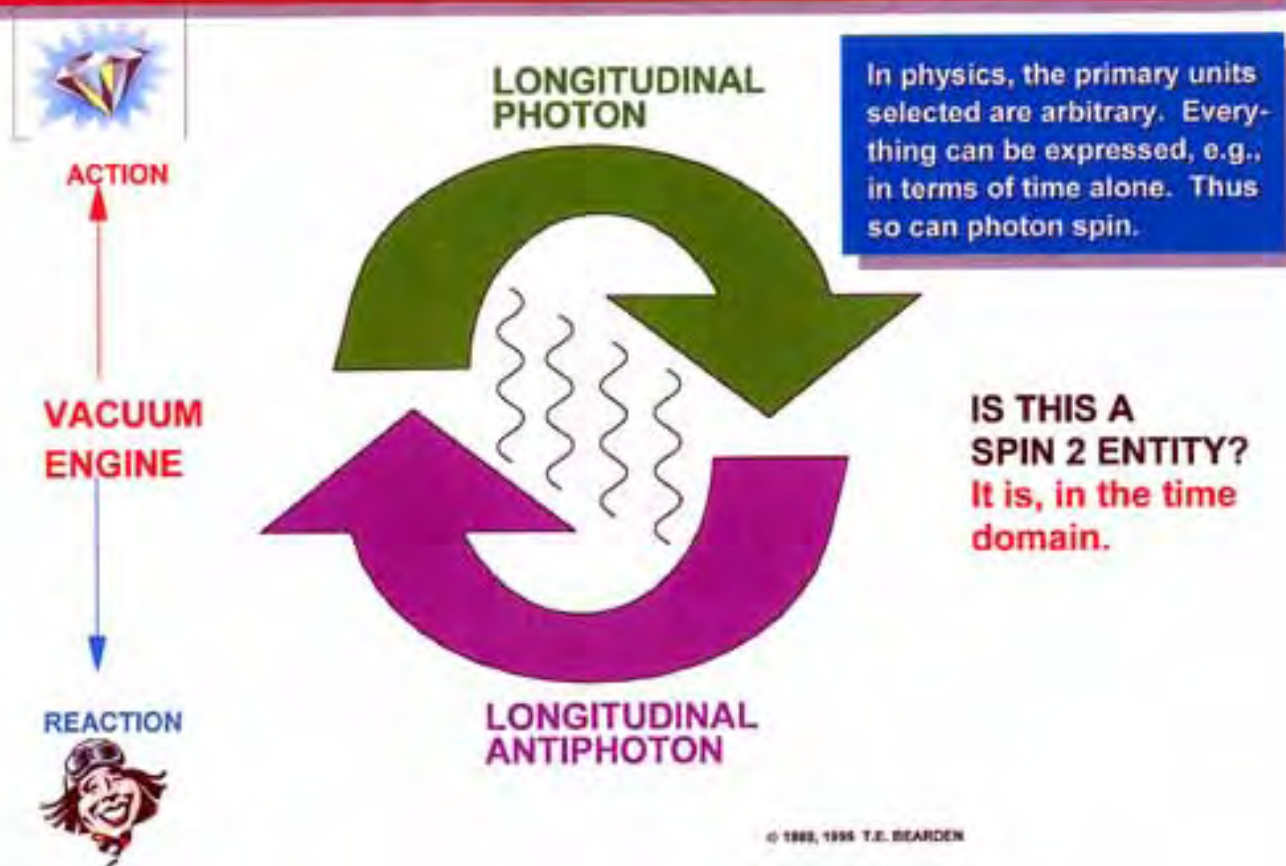 LONGITUDINAL
PHOTON
In physics, the primary units
selected are arbitrary. Every-
thing can be expressed, e.g.,
in terms of time alone. Thus
so can photon spin.
ACTION
VACUUM
ENGINE
IS THIS A
SPIN 2 ENTITY?
It is, in the time
domain.
REACTION
LONGITUDINAL
ANTIPHOTON
© T.E. BEARDEN